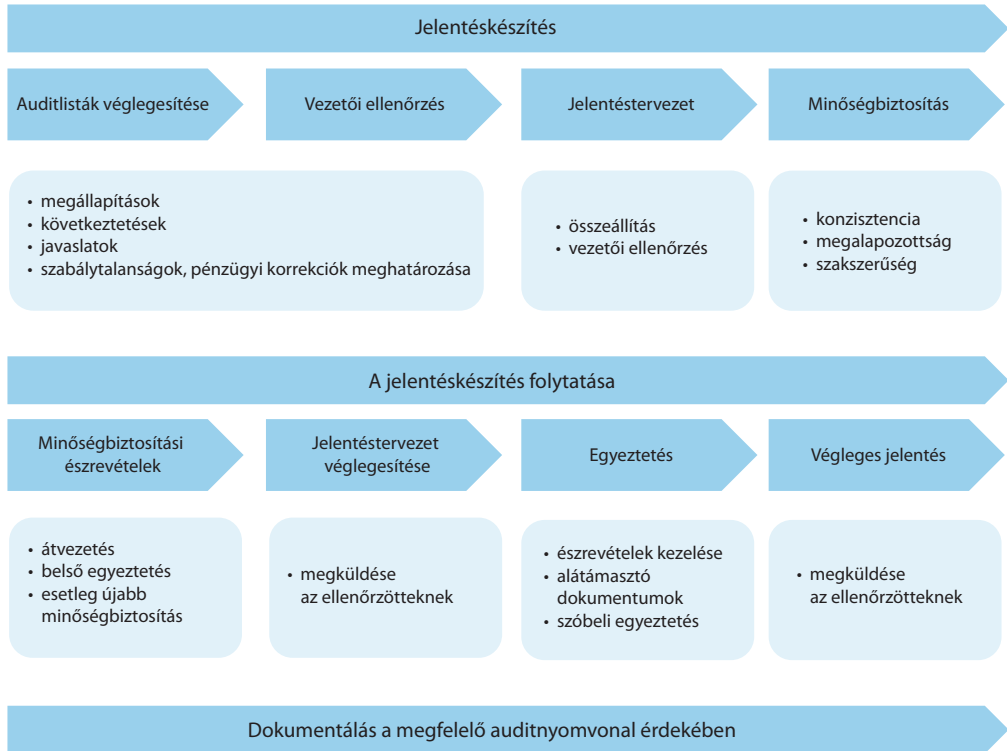 Jelentéskészítés
Auditlisták véglegesítése
Vezetői ellenőrzés
Jelentéstervezet
Minőségbiztosítás
• megállapítások
• következtetések
• javaslatok
• szabálytalanságok, pénzügyi korrekciók meghatározása
• összeállítás
• vezetői ellenőrzés
• konzisztencia
• megalapozottság
• szakszerűség
A jelentéskészítés folytatása
Minőségbiztosítási
észrevételek
Jelentéstervezet
véglegesítése
Egyeztetés
Végleges jelentés
• átvezetés
• belső egyeztetés
• esetleg újabb
minőségbiztosítás
• megküldése
az ellenőrzötteknek
• észrevételek kezelése
• alátámasztó
dokumentumok
• szóbeli egyeztetés
• megküldése
az ellenőrzötteknek
Dokumentálás a megfelelő auditnyomvonal érdekében